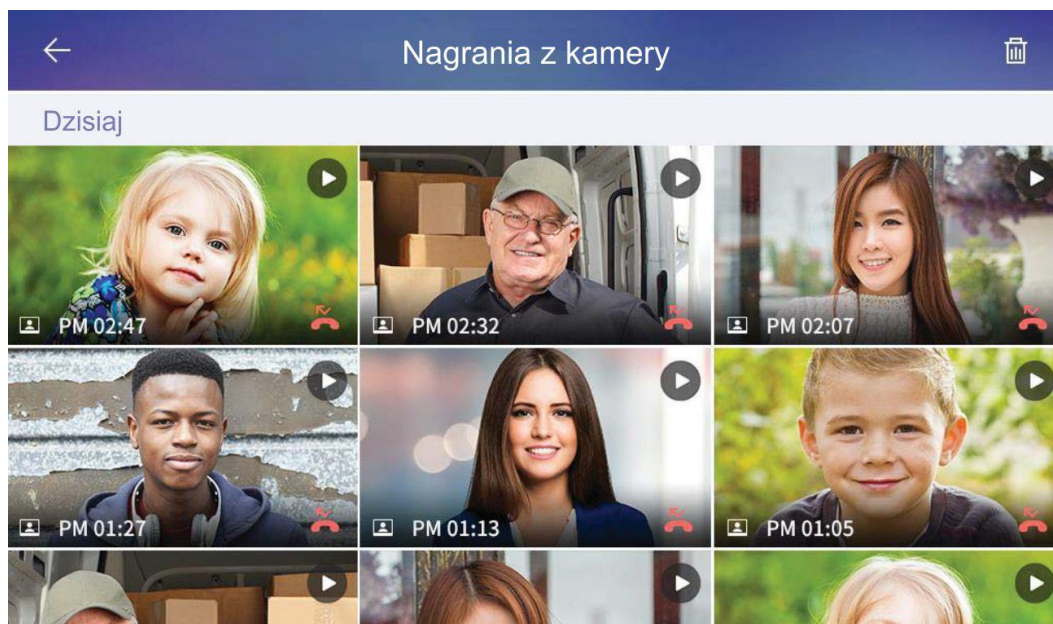 Nagrania z kamery
Dzisiaj
PM 02:47
PM 02:32
PM 02:07
PM 01:27
PM 01:13
PM 01:05